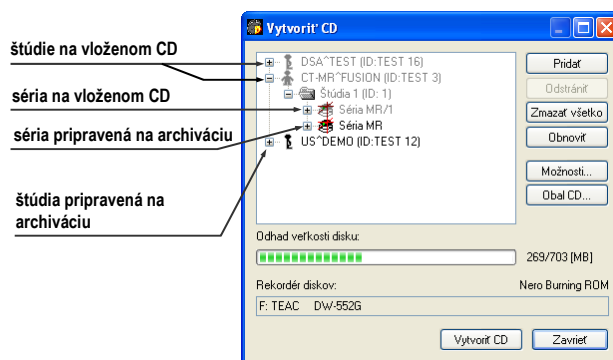 štúdie na vloženom CD
séria na vloženom CD
séria pripravená na archiváciu
štúdia pripravená na
archiváciu
Vytvoriť CD
DSA^TEST (ID:TEST 16)
CT-MR^FUSION (ID:TEST 3)
Štúdia 1 (ID: 1)
Séria MR/1
Séria MR
US^DEMO (ID:TEST 12)
Pridať
Odstrániť
Zmazať všetko
Obnoviť
Možnosti...
Obal CD...
Odhad veľkosti disku:
269/703 [MB]
Rekordér diskov:
Nero Burning ROM
F: TEAC DW-552G
Vytvoriť CD
Zavrieť